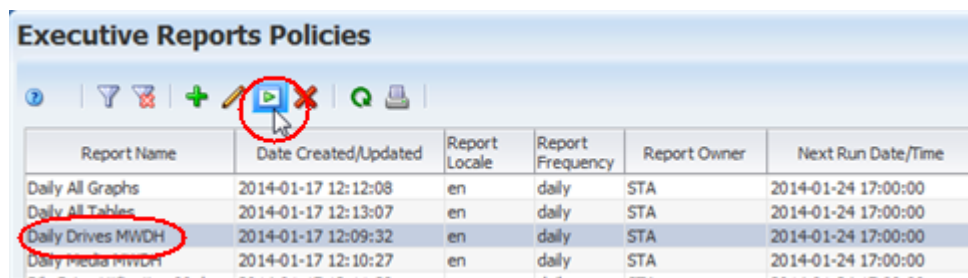 Executive Reports Policies
Report Name Date Created/Updated Report Locale Report Frequency Report Owner Next Run Date/Time
Daily All Graphs 2014-01-17 12:12:08 en daily STA 2014-01-24 17:00:00
Daily All Tables 2014-01-17 12:13:07 en daily STA 2014-01-24 17:00:00
Daily Drives MWDH 2014-01-17 12:09:32 en daily STA 2014-01-24 17:00:00
Daily Media MWDH 2014-01-17 12:10:27 en daily STA 2014-01-24 17:00:00